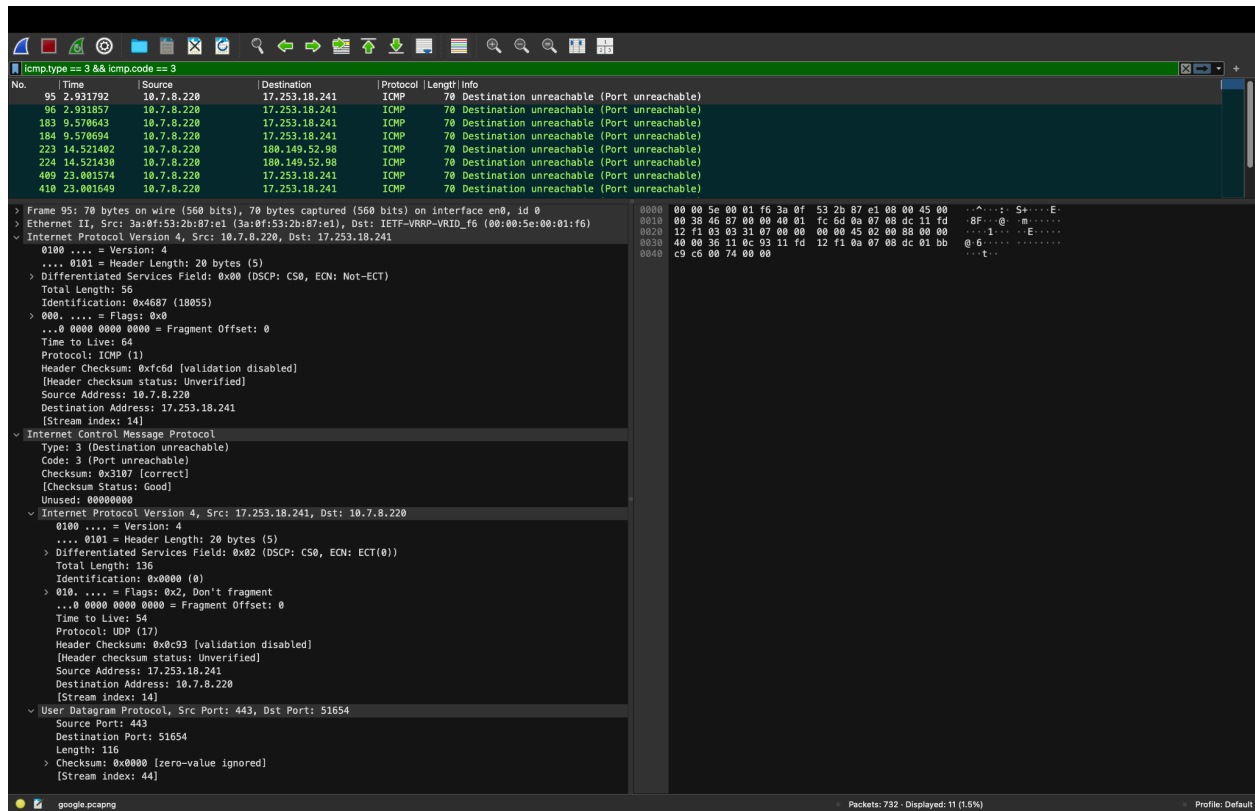 icmp.type == 3 && icmp.code == 3
No. Time Source Destination Protocol Length Info
95 2.931792 10.7.8.220 17.253.18.241 ICMP 70 Destination unreachable (Port unreachable)
96 2.931857 10.7.8.220 17.253.18.241 ICMP 70 Destination unreachable (Port unreachable)
183 9.570643 10.7.8.220 17.253.18.241 ICMP 70 Destination unreachable (Port unreachable)
184 9.570694 10.7.8.220 17.253.18.241 ICMP 70 Destination unreachable (Port unreachable)
223 14.521402 10.7.8.220 180.149.52.98 ICMP 70 Destination unreachable (Port unreachable)
224 14.521430 10.7.8.220 180.149.52.98 ICMP 70 Destination unreachable (Port unreachable)
409 23.001574 10.7.8.220 17.253.18.241 ICMP 70 Destination unreachable (Port unreachable)
410 23.001649 10.7.8.220 17.253.18.241 ICMP 70 Destination unreachable (Port unreachable)
Frame 95: 70 bytes on wire (560 bits), 70 bytes captured (560 bits) on interface en0, id 0
Ethernet II, Src: 3a:0f:53:2b:87:e1 (3a:0f:53:2b:87:e1), Dst: IETF-VRRP-VRID_f6 (00:00:5e:00:01:f6)
Internet Protocol Version 4, Src: 10.7.8.220, Dst: 17.253.18.241
0100 .... = Version: 4
.... 0101 = Header Length: 20 bytes (5)
Differentiated Services Field: 0x00 (DSCP: CS0, ECN: Not-ECT)
Total Length: 56
Identification: 0x4687 (18055)
000. .... = Flags: 0x0
...0 0000 0000 0000 = Fragment Offset: 0
Time to Live: 64
Protocol: ICMP (1)
Header Checksum: 0xfc6d [validation disabled]
[Header checksum status: Unverified]
Source Address: 10.7.8.220
Destination Address: 17.253.18.241
[Stream index: 14]
Internet Control Message Protocol
Type: 3 (Destination unreachable)
Code: 3 (Port unreachable)
Checksum: 0x3107 [correct]
[Checksum Status: Good]
Unused: 00000000
Internet Protocol Version 4, Src: 17.253.18.241, Dst: 10.7.8.220
0100 .... = Version: 4
.... 0101 = Header Length: 20 bytes (5)
Differentiated Services Field: 0x02 (DSCP: CS0, ECN: ECT(0))
Total Length: 136
Identification: 0x0000 (0)
010. .... = Flags: 0x2, Don't fragment
...0 0000 0000 0000 = Fragment Offset: 0
Time to Live: 54
Protocol: UDP (17)
Header Checksum: 0x0c93 [validation disabled]
[Header checksum status: Unverified]
Source Address: 17.253.18.241
Destination Address: 10.7.8.220
[Stream index: 14]
User Datagram Protocol, Src Port: 443, Dst Port: 51654
Source Port: 443
Destination Port: 51654
Length: 116
Checksum: 0x0000 [zero-value ignored]
[Stream index: 44]
0000 00 00 5e 00 01 f6 3a 0f 53 2b 87 e1 08 00 45 00 ··^···:· S+····E·
0010 00 38 46 87 00 00 40 01 fc 6d 0a 07 08 dc 11 fd ·8F···@· ·m······
0020 12 f1 03 03 31 07 00 00 00 00 45 02 00 88 00 00 ····1··· ··E·····
0030 40 00 36 11 0c 93 11 fd 12 f1 0a 07 08 dc 01 bb @·6····· ········
0040 c9 c6 00 74 00 00 ···t··
google.pcapng
Packets: 732 · Displayed: 11 (1.5%)
Profile: Default